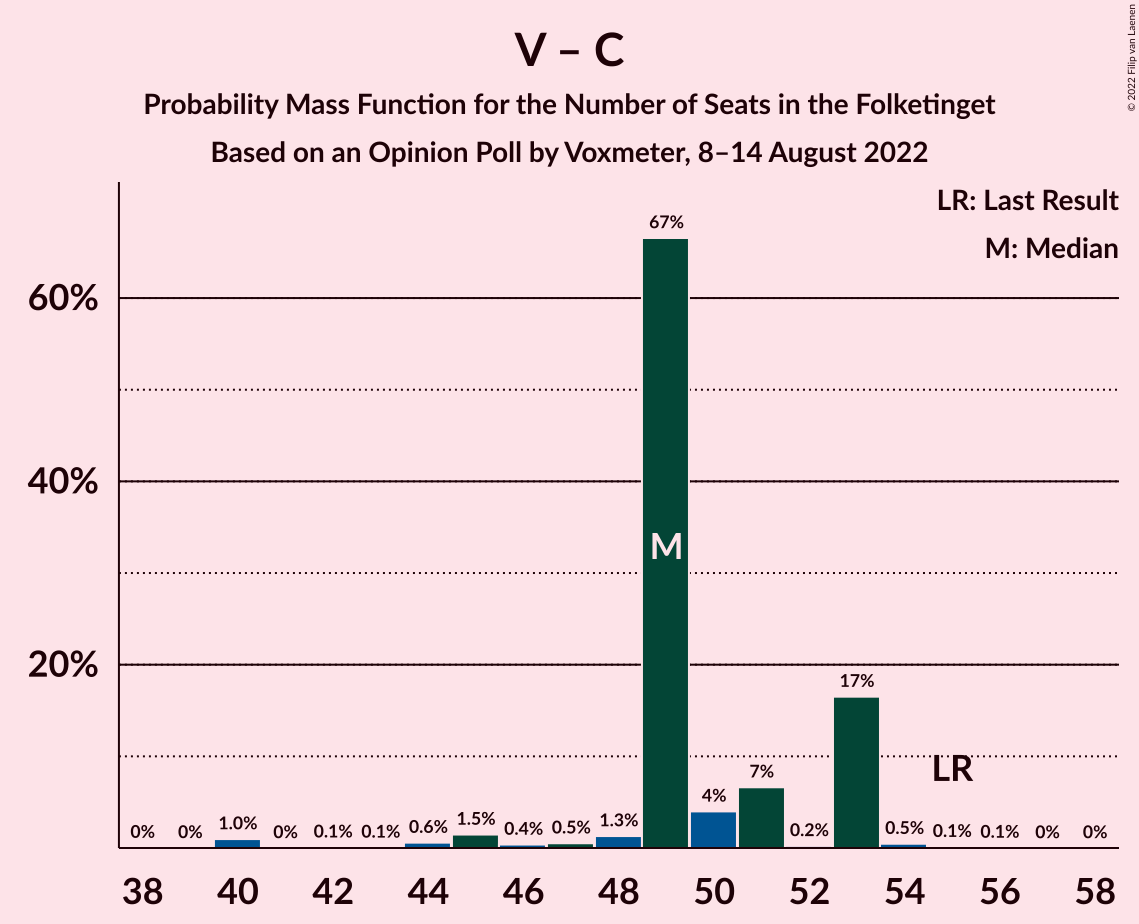 V – C
Probability Mass Function for the Number of Seats in the Folketinget
Based on an Opinion Poll by Voxmeter, 8–14 August 2022
© 2022 Filip van Laenen
LR: Last Result
M: Median
60%
40%
20%
0%
0%
1.0%
0%
0.1%
0.1%
0.6%
1.5%
0.4%
0.5%
1.3%
67%
M
4%
7%
0.2%
17%
0.5%
LR
0.1%
0.1%
0%
0%
38 40 42 44 46 48 50 52 54 56 58